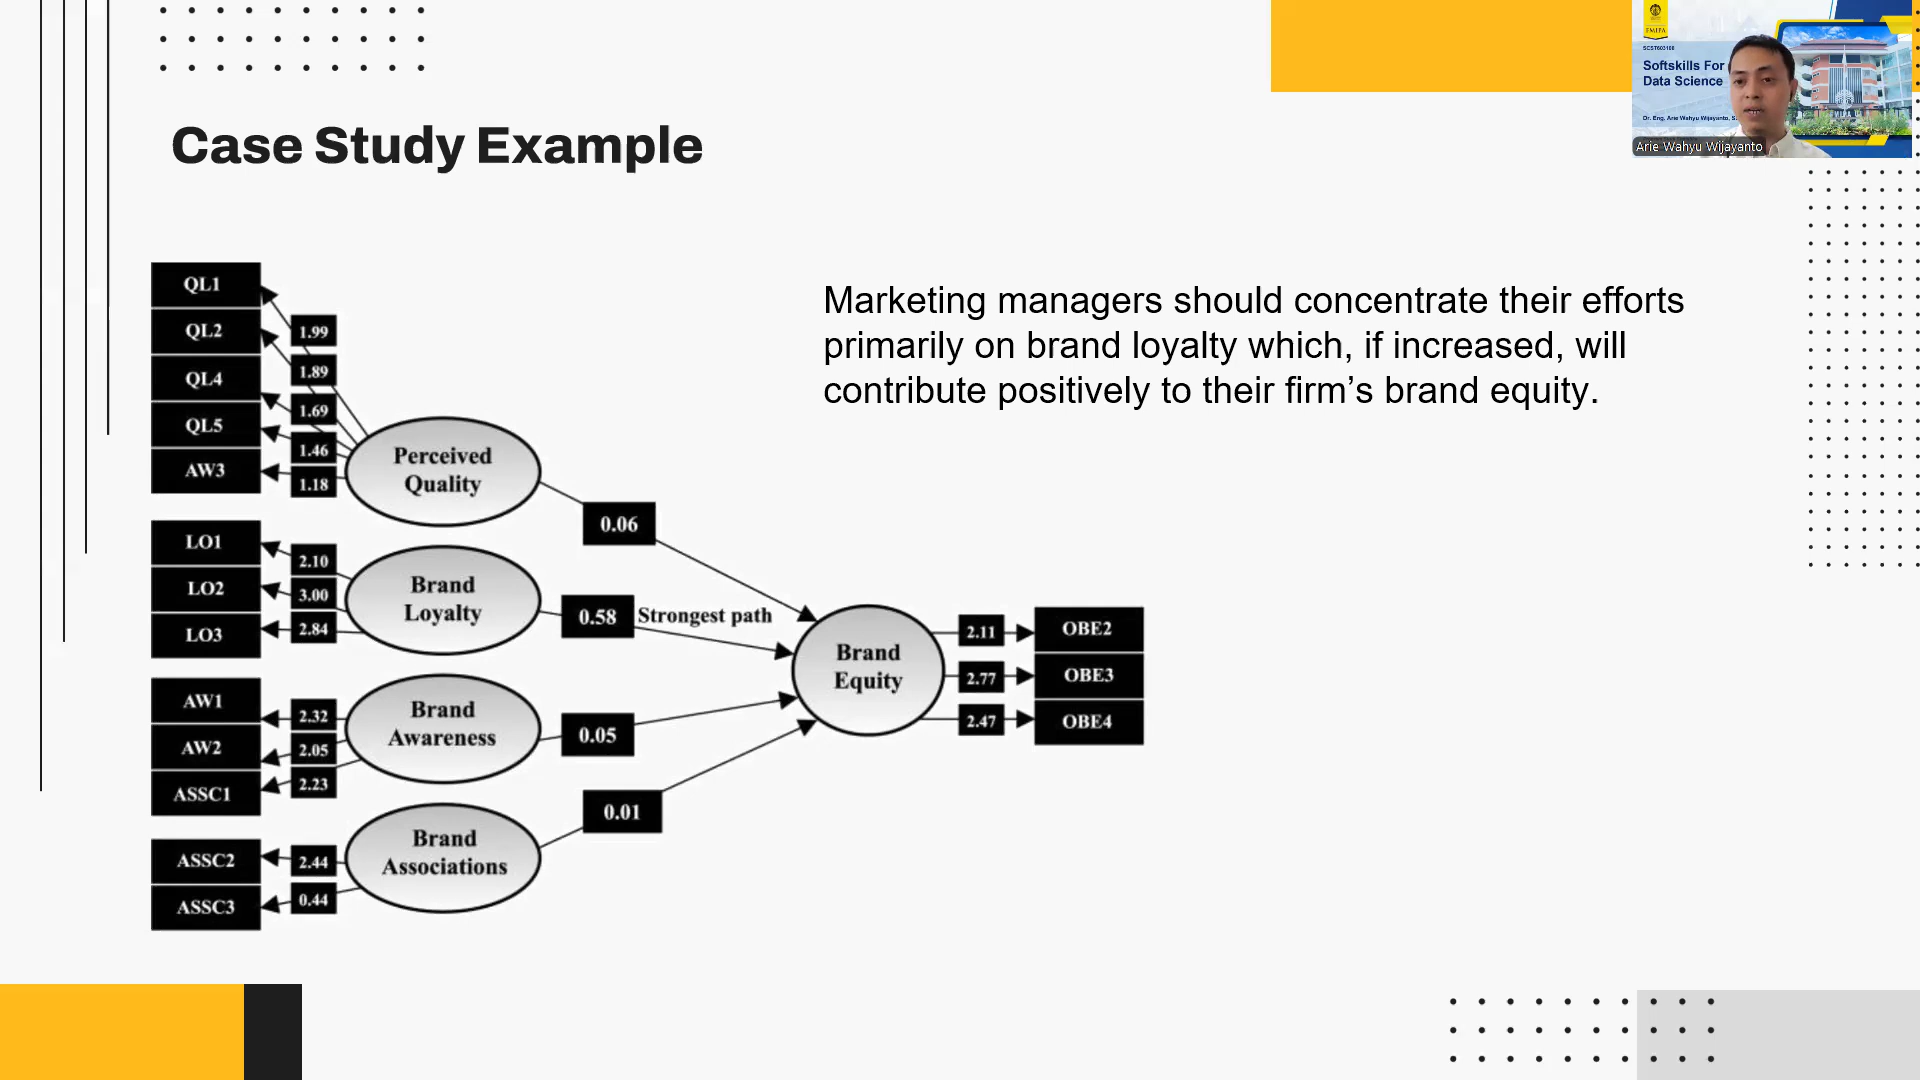 FMIPA
SCST603108
Softskills For
Data Science
Dr. Eng. Arie Wahyu Wijayanto, S.
Arie Wahyu Wijayanto
Case Study Example
Marketing managers should concentrate their efforts
primarily on brand loyalty which, if increased, will
contribute positively to their firm’s brand equity.
QL1
QL2
QL4
QL5
AW3
1.99
1.89
1.69
1.46
1.18
Perceived
Quality
0.06
LO1
LO2
LO3
2.10
3.00
2.84
Brand
Loyalty
0.58
Strongest path
AW1
AW2
ASSC1
2.32
2.05
2.23
Brand
Awareness
0.05
ASSC2
ASSC3
2.44
0.44
Brand
Associations
0.01
Brand
Equity
2.11
2.77
2.47
OBE2
OBE3
OBE4